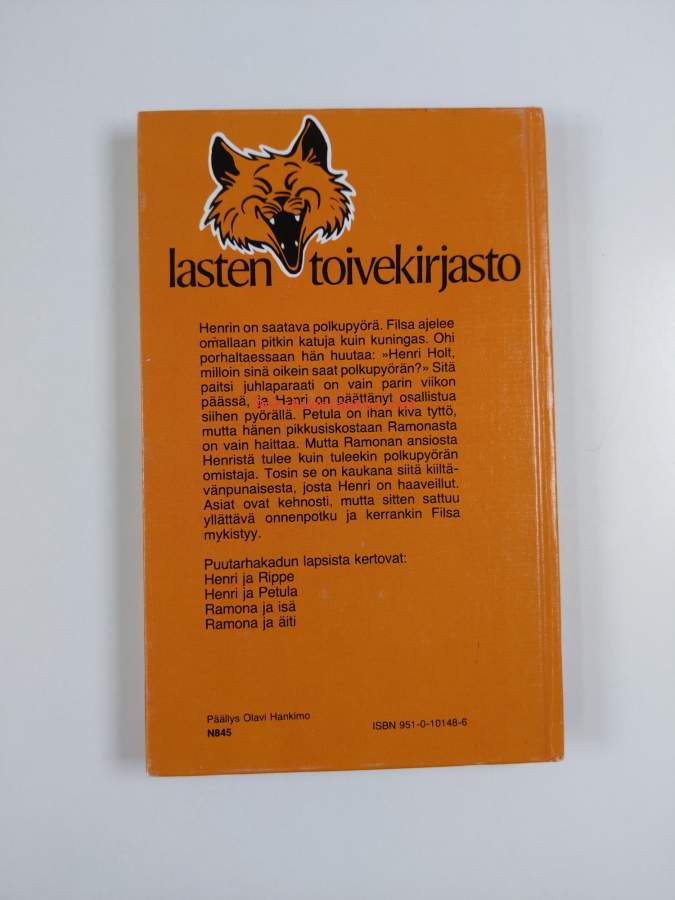 lasten toivekirjasto
Henrin on saatava polkupyörä. Filsa ajelee
omallaan pitkin katuja kuin kuningas. Ohi
porhaltaessaan hän huutaa: »Henri Holt,
milloin sinä oikein saat polkupyörän?» Sitä
paitsi juhlaparaati on vain parin viikon
päässä, ja Henri on päättänyt osallistua
siihen pyörällä. Petula on ihan kiva tyttö,
mutta hänen pikkusiskostaan Ramonasta
on vain haittaa. Mutta Ramonan ansiosta
Henristä tulee kuin tuleekin polkupyörän
omistaja. Tosin se on kaukana siitä kiiltä-
vänpunaisesta, josta Henri on haaveillut.
Asiat ovat kehnosti, mutta sitten sattuu
yllättävä onnenpotku ja kerrankin Filsa
mykistyy.
Puutarhakadun lapsista kertovat:
Henri ja Rippe
Henri ja Petula
Ramona ja isä
Ramona ja äiti
Päällys Olavi Hankimo
N845
ISBN 951-0-10148-6